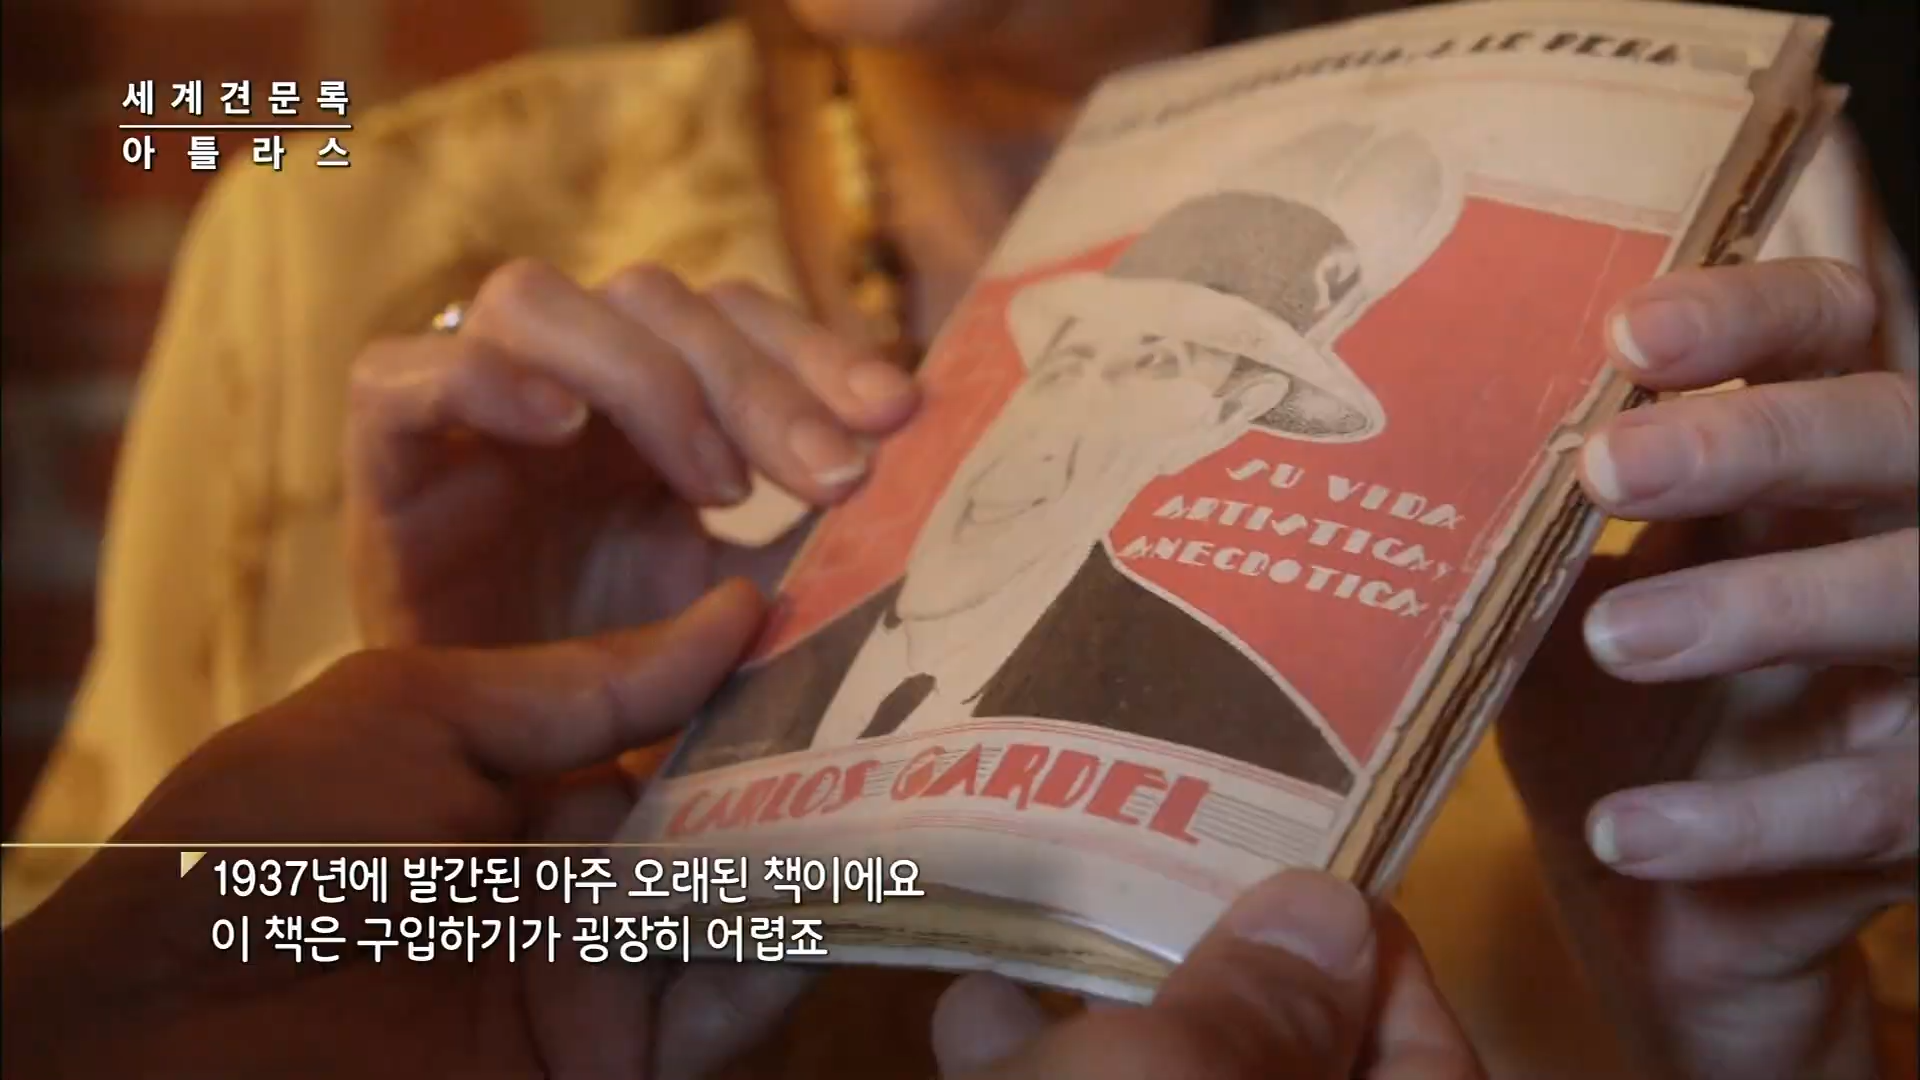 세계견문록
아틀라스
LE PERA
SU VIDA
ARTISTICA Y
ANECDOTICA
CARLOS GARDEL
1937년에 발간된 아주 오래된 책이에요
이 책은 구입하기가 굉장히 어렵죠